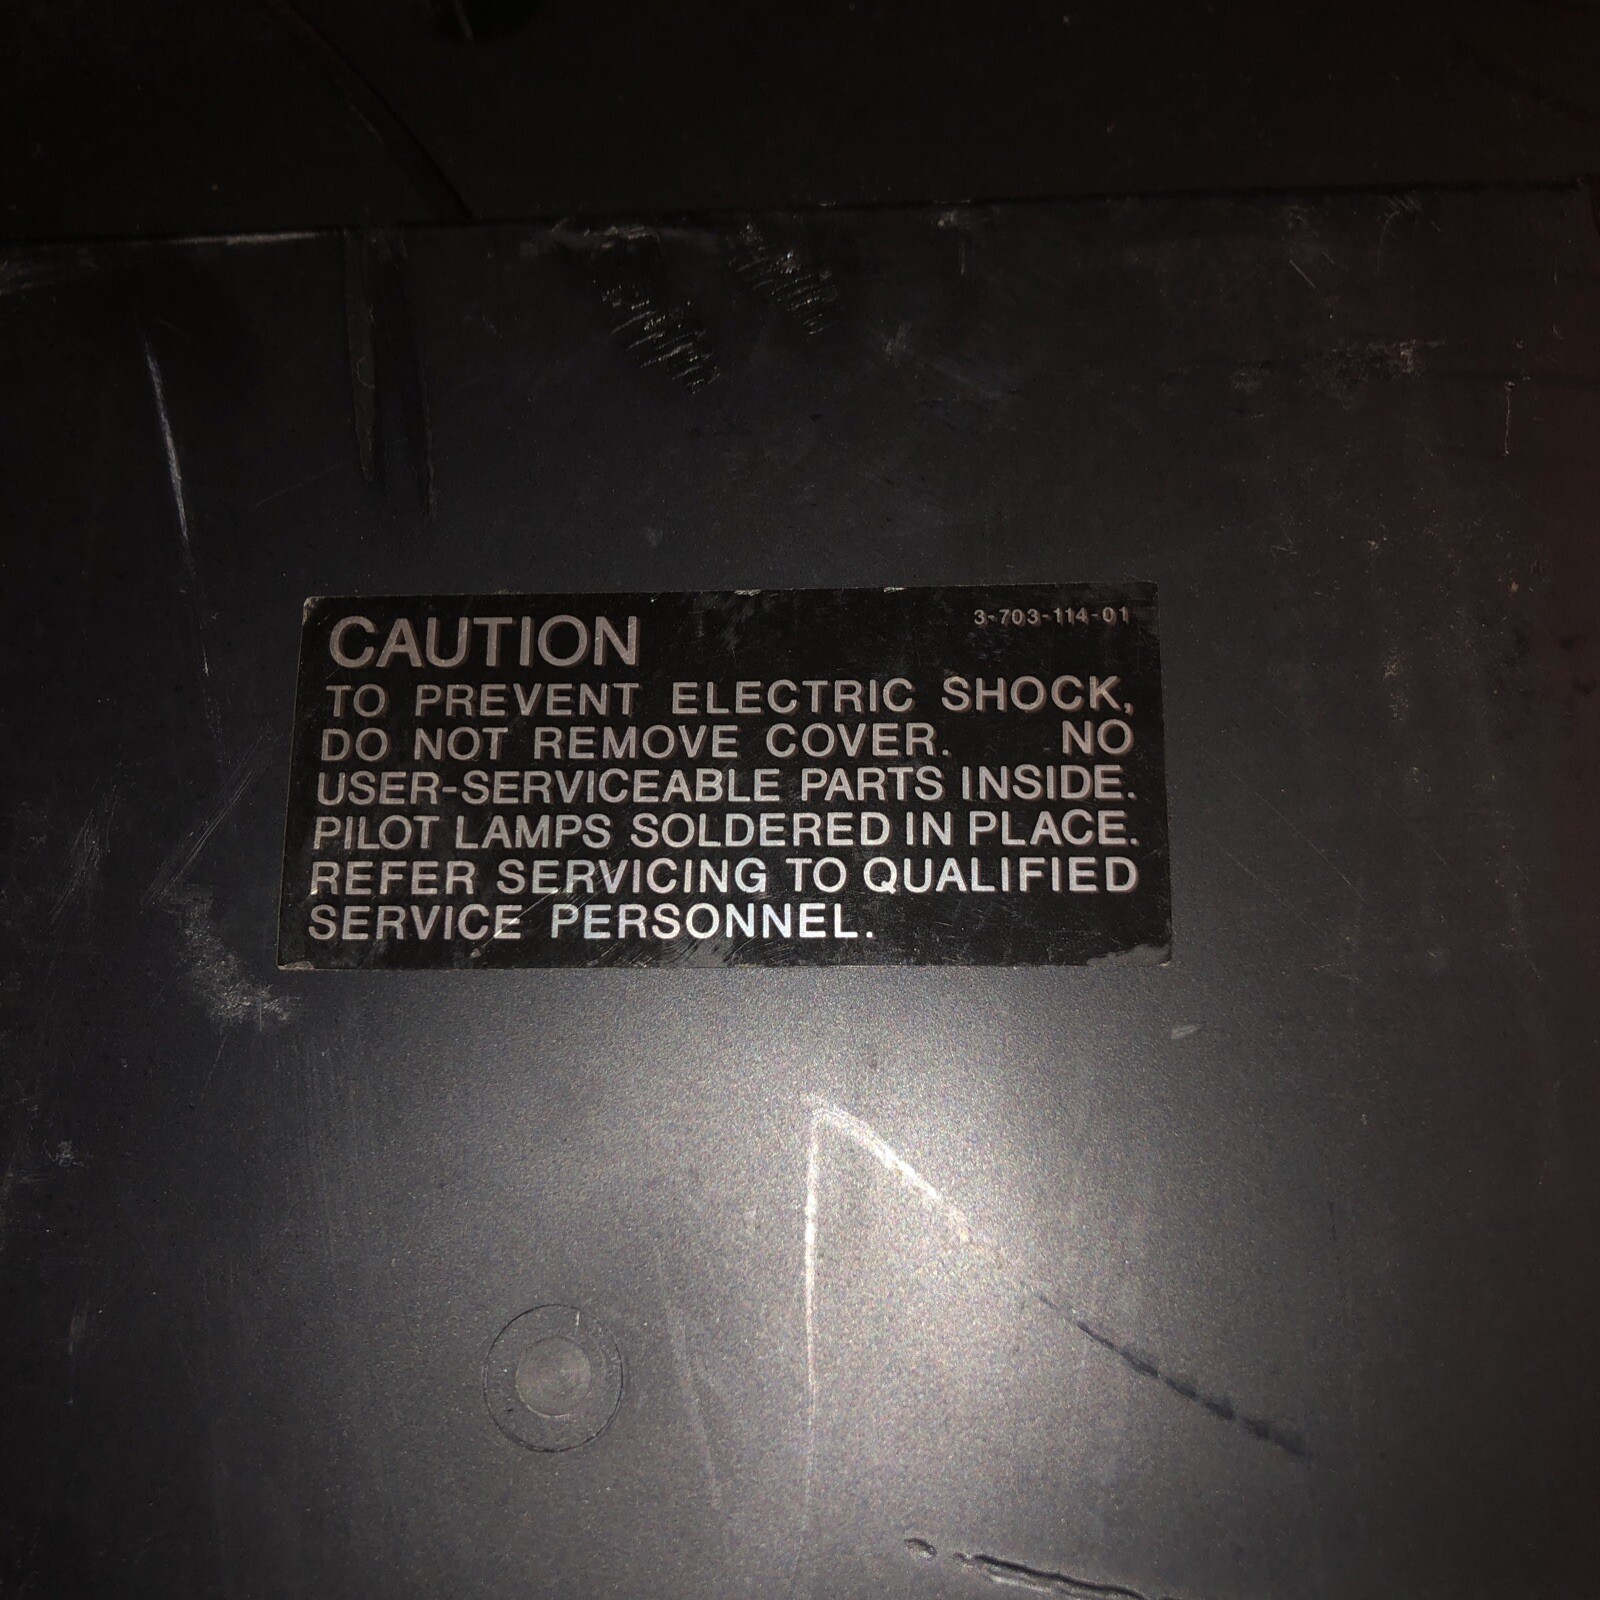 CAUTION 3-703-114-01
TO PREVENT ELECTRIC SHOCK,
DO NOT REMOVE COVER. NO
USER-SERVICEABLE PARTS INSIDE.
PILOT LAMPS SOLDERED IN PLACE.
REFER SERVICING TO QUALIFIED
SERVICE PERSONNEL.